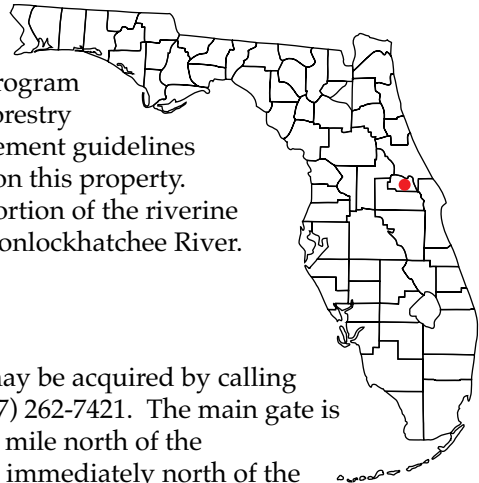 rogram
orestry
ement guidelines
on this property.
ortion of the riverine
onlockhatchee River.
may be acquired by calling
7) 262-7421. The main gate is
mile north of the
immediately north of the